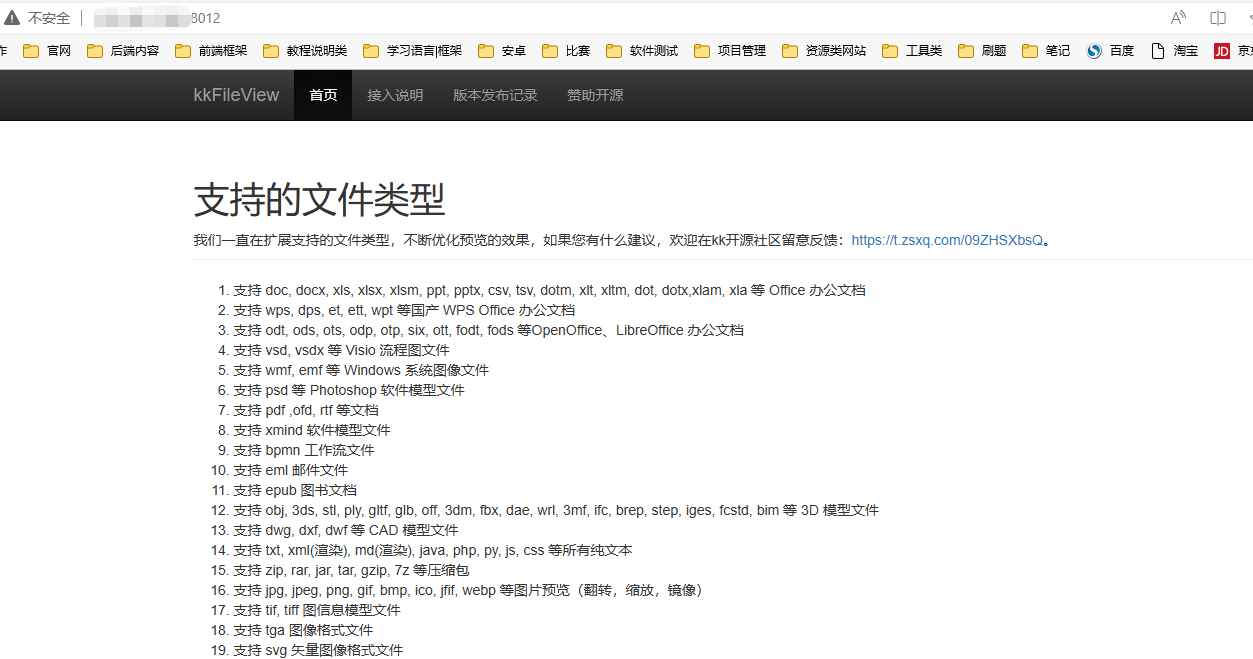 不安全 8012
作 官网 后端内容 前端框架 教程说明类 学习语言|框架 安卓 比赛 软件测试 项目管理 资源类网站 工具类 刷题 笔记 百度 淘宝 JD
kkFileView 首页 接入说明 版本发布记录 赞助开源
支持的文件类型
我们一直在扩展支持的文件类型，不断优化预览的效果，如果您有什么建议，欢迎在kk开源社区留意反馈：https://t.zsxq.com/09ZHSXbsQ。
1. 支持 doc, docx, xls, xlsx, xlsm, ppt, pptx, csv, tsv, dotm, xlt, xltm, dot, dotx,xlam, xla 等 Office 办公文档
2. 支持 wps, dps, et, ett, wpt 等国产 WPS Office 办公文档
3. 支持 odt, ods, ots, odp, otp, six, ott, fodt, fods 等OpenOffice、LibreOffice 办公文档
4. 支持 vsd, vsdx 等 Visio 流程图文件
5. 支持 wmf, emf 等 Windows 系统图像文件
6. 支持 psd 等 Photoshop 软件模型文件
7. 支持 pdf ,ofd, rtf 等文档
8. 支持 xmind 软件模型文件
9. 支持 bpmn 工作流文件
10. 支持 eml 邮件文件
11. 支持 epub 图书文档
12. 支持 obj, 3ds, stl, ply, gltf, glb, off, 3dm, fbx, dae, wrl, 3mf, ifc, brep, step, iges, fcstd, bim 等 3D 模型文件
13. 支持 dwg, dxf, dwf 等 CAD 模型文件
14. 支持 txt, xml(渲染), md(渲染), java, php, py, js, css 等所有纯文本
15. 支持 zip, rar, jar, tar, gzip, 7z 等压缩包
16. 支持 jpg, jpeg, png, gif, bmp, ico, jfif, webp 等图片预览（翻转，缩放，镜像）
17. 支持 tif, tiff 图信息模型文件
18. 支持 tga 图像格式文件
19. 支持 svg 矢量图像格式文件